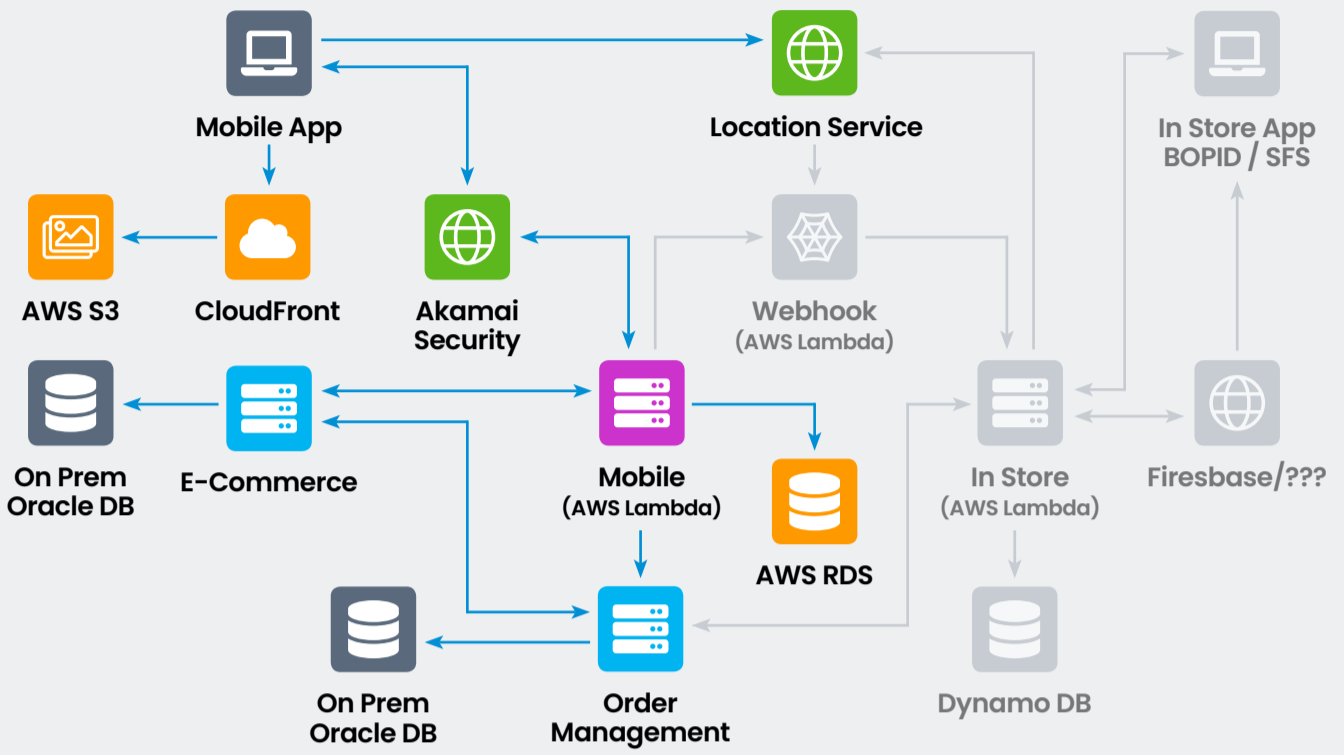 Mobile App
Location Service
In Store App
BOPID / SFS
AWS S3
CloudFront
Akamai
Security
Webhook
(AWS Lambda)
On Prem
Oracle DB
E-Commerce
Mobile
(AWS Lambda)
AWS RDS
In Store
(AWS Lambda)
Firesbase/???
On Prem
Oracle DB
Order
Management
Dynamo DB